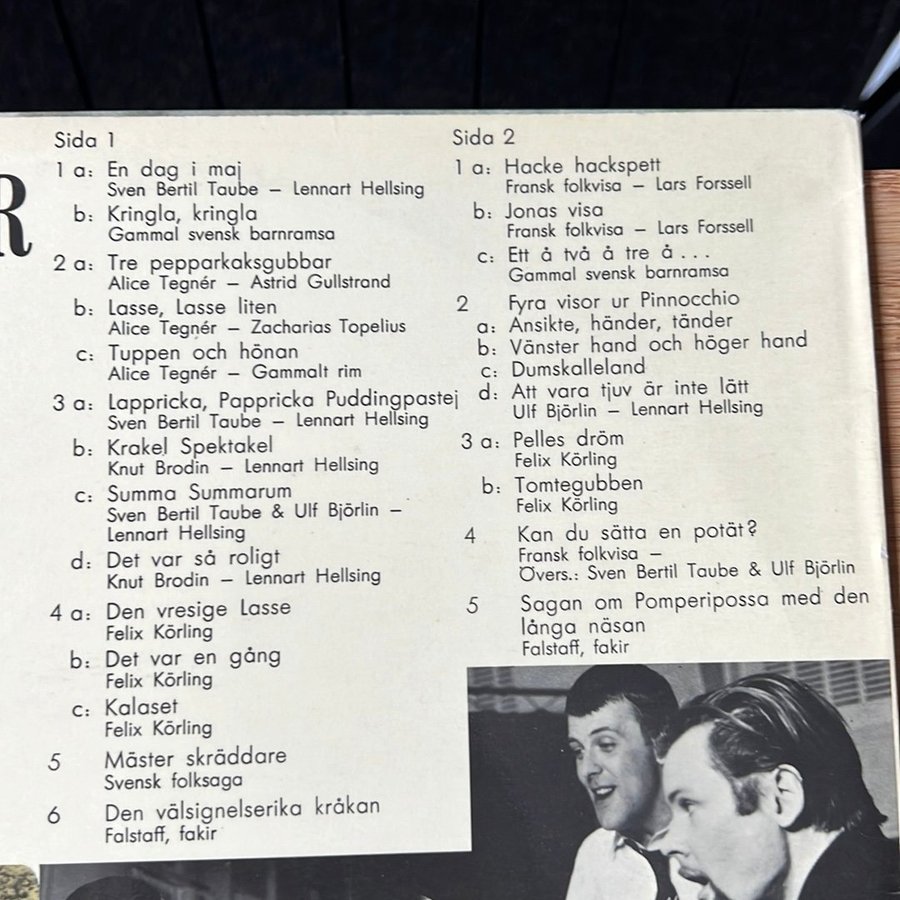 R
Sida 1
1 a: En dag i maj
Sven Bertil Taube – Lennart Hellsing
b: Kringla, kringla
Gammal svensk barnramsa
2 a: Tre pepparkaksgubbar
Alice Tegnér – Astrid Gullstrand
b: Lasse, Lasse liten
Alice Tegnér – Zacharias Topelius
c: Tuppen och hönan
Alice Tegnér – Gammalt rim
3 a: Lappricka, Pappricka Puddingpastej
Sven Bertil Taube – Lennart Hellsing
b: Krakel Spektakel
Knut Brodin – Lennart Hellsing
c: Summa Summarum
Sven Bertil Taube & Ulf Björlin –
Lennart Hellsing
d: Det var så roligt
Knut Brodin – Lennart Hellsing
4 a: Den vresige Lasse
Felix Körling
b: Det var en gång
Felix Körling
c: Kalaset
Felix Körling
5 Mäster skräddare
Svensk folksaga
6 Den välsignelserika kråkan
Falstaff, fakir
Sida 2
1 a: Hacke hackspett
Fransk folkvisa – Lars Forssell
b: Jonas visa
Fransk folkvisa – Lars Forssell
c: Ett å två å tre å . . .
Gammal svensk barnramsa
2 Fyra visor ur Pinnocchio
a: Ansikte, händer, tänder
b: Vänster hand och höger hand
c: Dumskalleland
d: Att vara tjuv är inte lätt
Ulf Björlin – Lennart Hellsing
3 a: Pelles dröm
Felix Körling
b: Tomtegubben
Felix Körling
4 Kan du sätta en potät?
Fransk folkvisa –
Övers.: Sven Bertil Taube & Ulf Björlin
5 Sagan om Pomperipossa med den
långa näsan
Falstaff, fakir